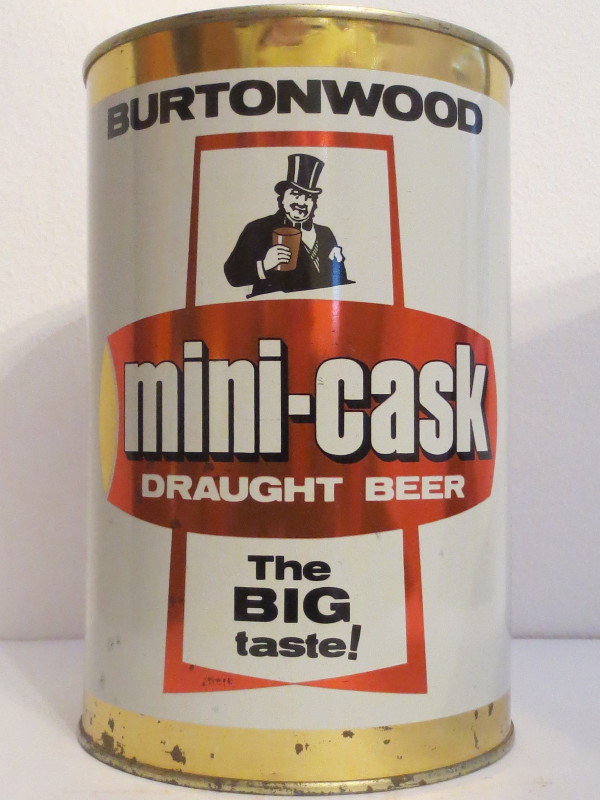 BURTONWOOD
mini-cask
DRAUGHT BEER
The
BIG
taste!